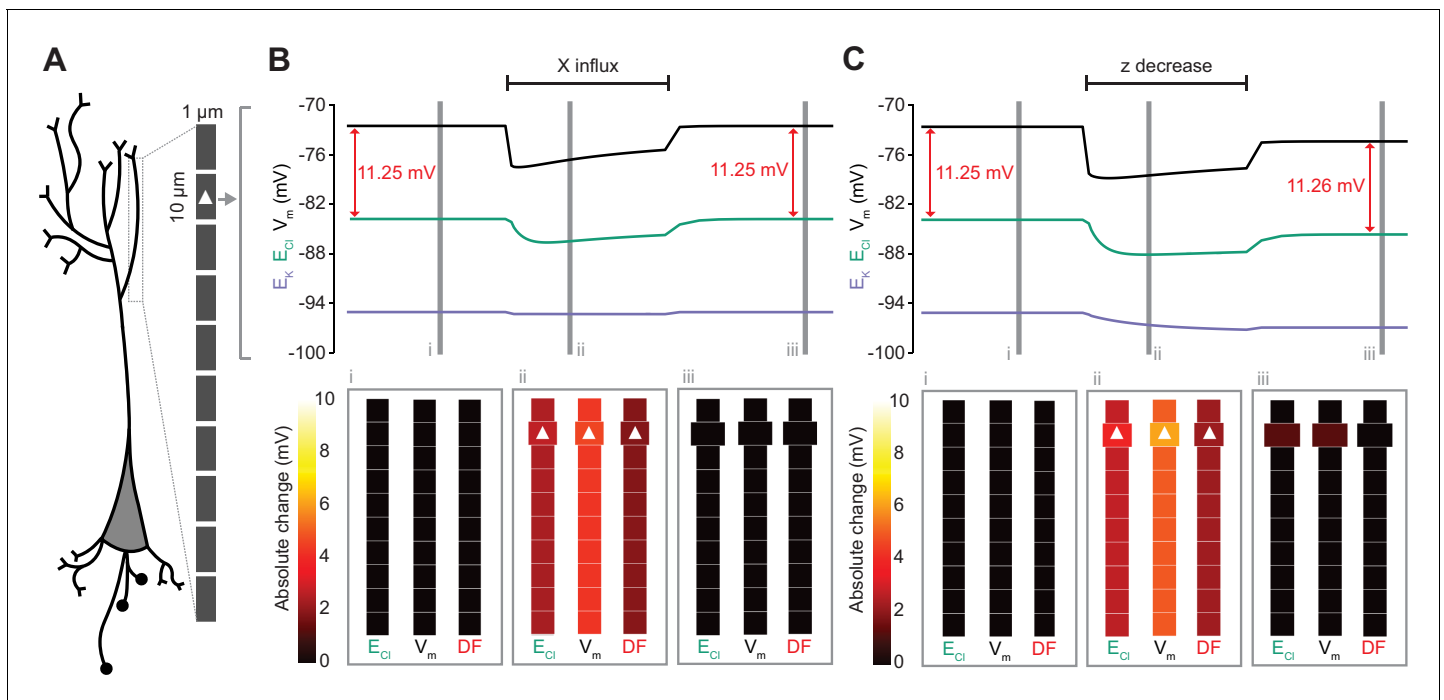 A
1 μm
10 μm
B
X influx
E_K E_Cl V_m (mV)
-70
-76
-82
-88
-94
-100
11.25 mV
11.25 mV
i
ii
iii
Absolute change (mV)
10
8
6
4
2
0
i
E_Cl V_m DF
ii
E_Cl V_m DF
iii
E_Cl V_m DF
C
z decrease
E_K E_Cl V_m (mV)
-70
-76
-82
-88
-94
-100
11.25 mV
11.26 mV
i
ii
iii
Absolute change (mV)
10
8
6
4
2
0
i
E_Cl V_m DF
ii
E_Cl V_m DF
iii
E_Cl V_m DF